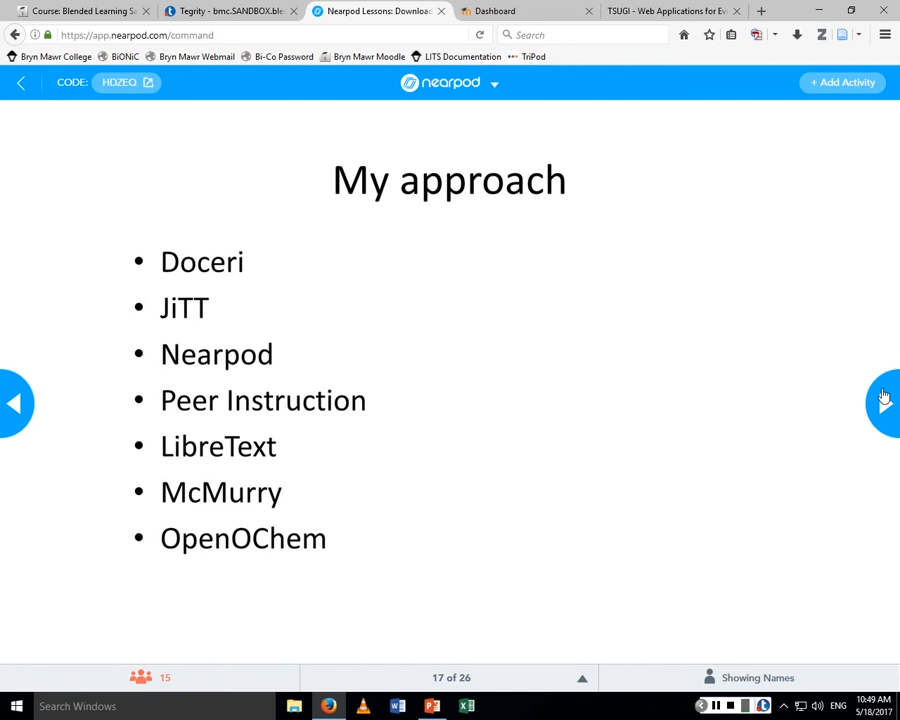 Course: Blended Learning Sa
Tegrity - bmc.SANDBOX.ble
Nearpod Lessons: Download
Dashboard
TSUGI - Web Applications for Ev
https://app.nearpod.com/command
Search
Bryn Mawr College
BiONiC
Bryn Mawr Webmail
Bi-Co Password
Bryn Mawr Moodle
LITS Documentation
TriPod
CODE: HDZEQ
nearpod
+ Add Activity
My approach
• Doceri
• JiTT
• Nearpod
• Peer Instruction
• LibreText
• McMurry
• OpenOChem
15
17 of 26
Showing Names
Search Windows
ENG
10:49 AM
5/18/2017